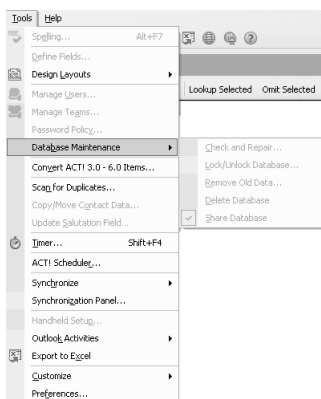 Tools Help
Spelling... Alt+F7
Define Fields...
Design Layouts
Manage Users...
Lookup Selected Omit Selected
Manage Teams...
Password Policy...
Database Maintenance
Check and Repair...
Convert ACT! 3.0 - 6.0 Items...
Lock/Unlock Database...
Scan for Duplicates...
Remove Old Data...
Copy/Move Contact Data...
Delete Database
Update Salutation Field...
Share Database
Timer... Shift+F4
ACT! Scheduler...
Synchronize
Synchronization Panel...
Handheld Setup...
Outlook Activities
Export to Excel
Customize
Preferences...